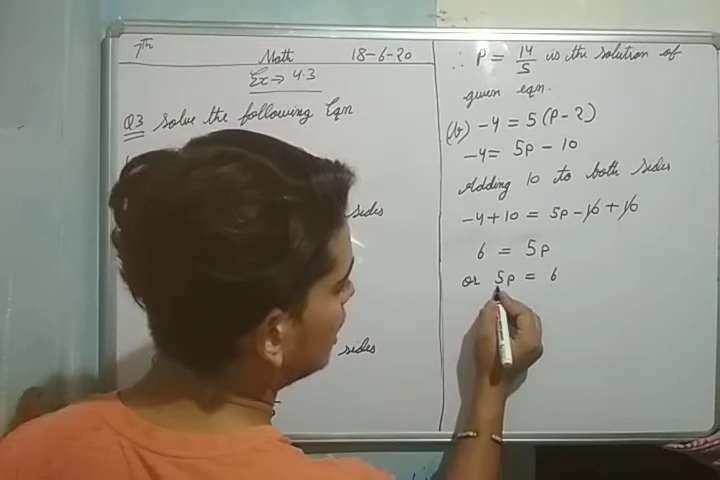 7TH Math 18-6-20
Ex → 4.3
Q3 Solve the following Eqn
sides
sides
∴ P = 14/5 is the solution of
given eqn.
(b) -4 = 5(P-2)
-4 = 5P - 10
Adding 10 to both sides
-4+10 = 5P-10+10
6 = 5P
or 5P = 6